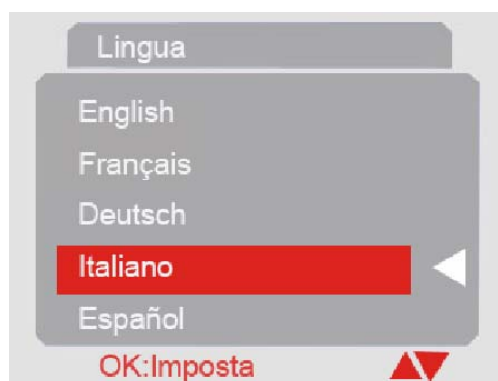 Lingua
English
Français
Deutsch
Italiano
Español
OK:Imposta